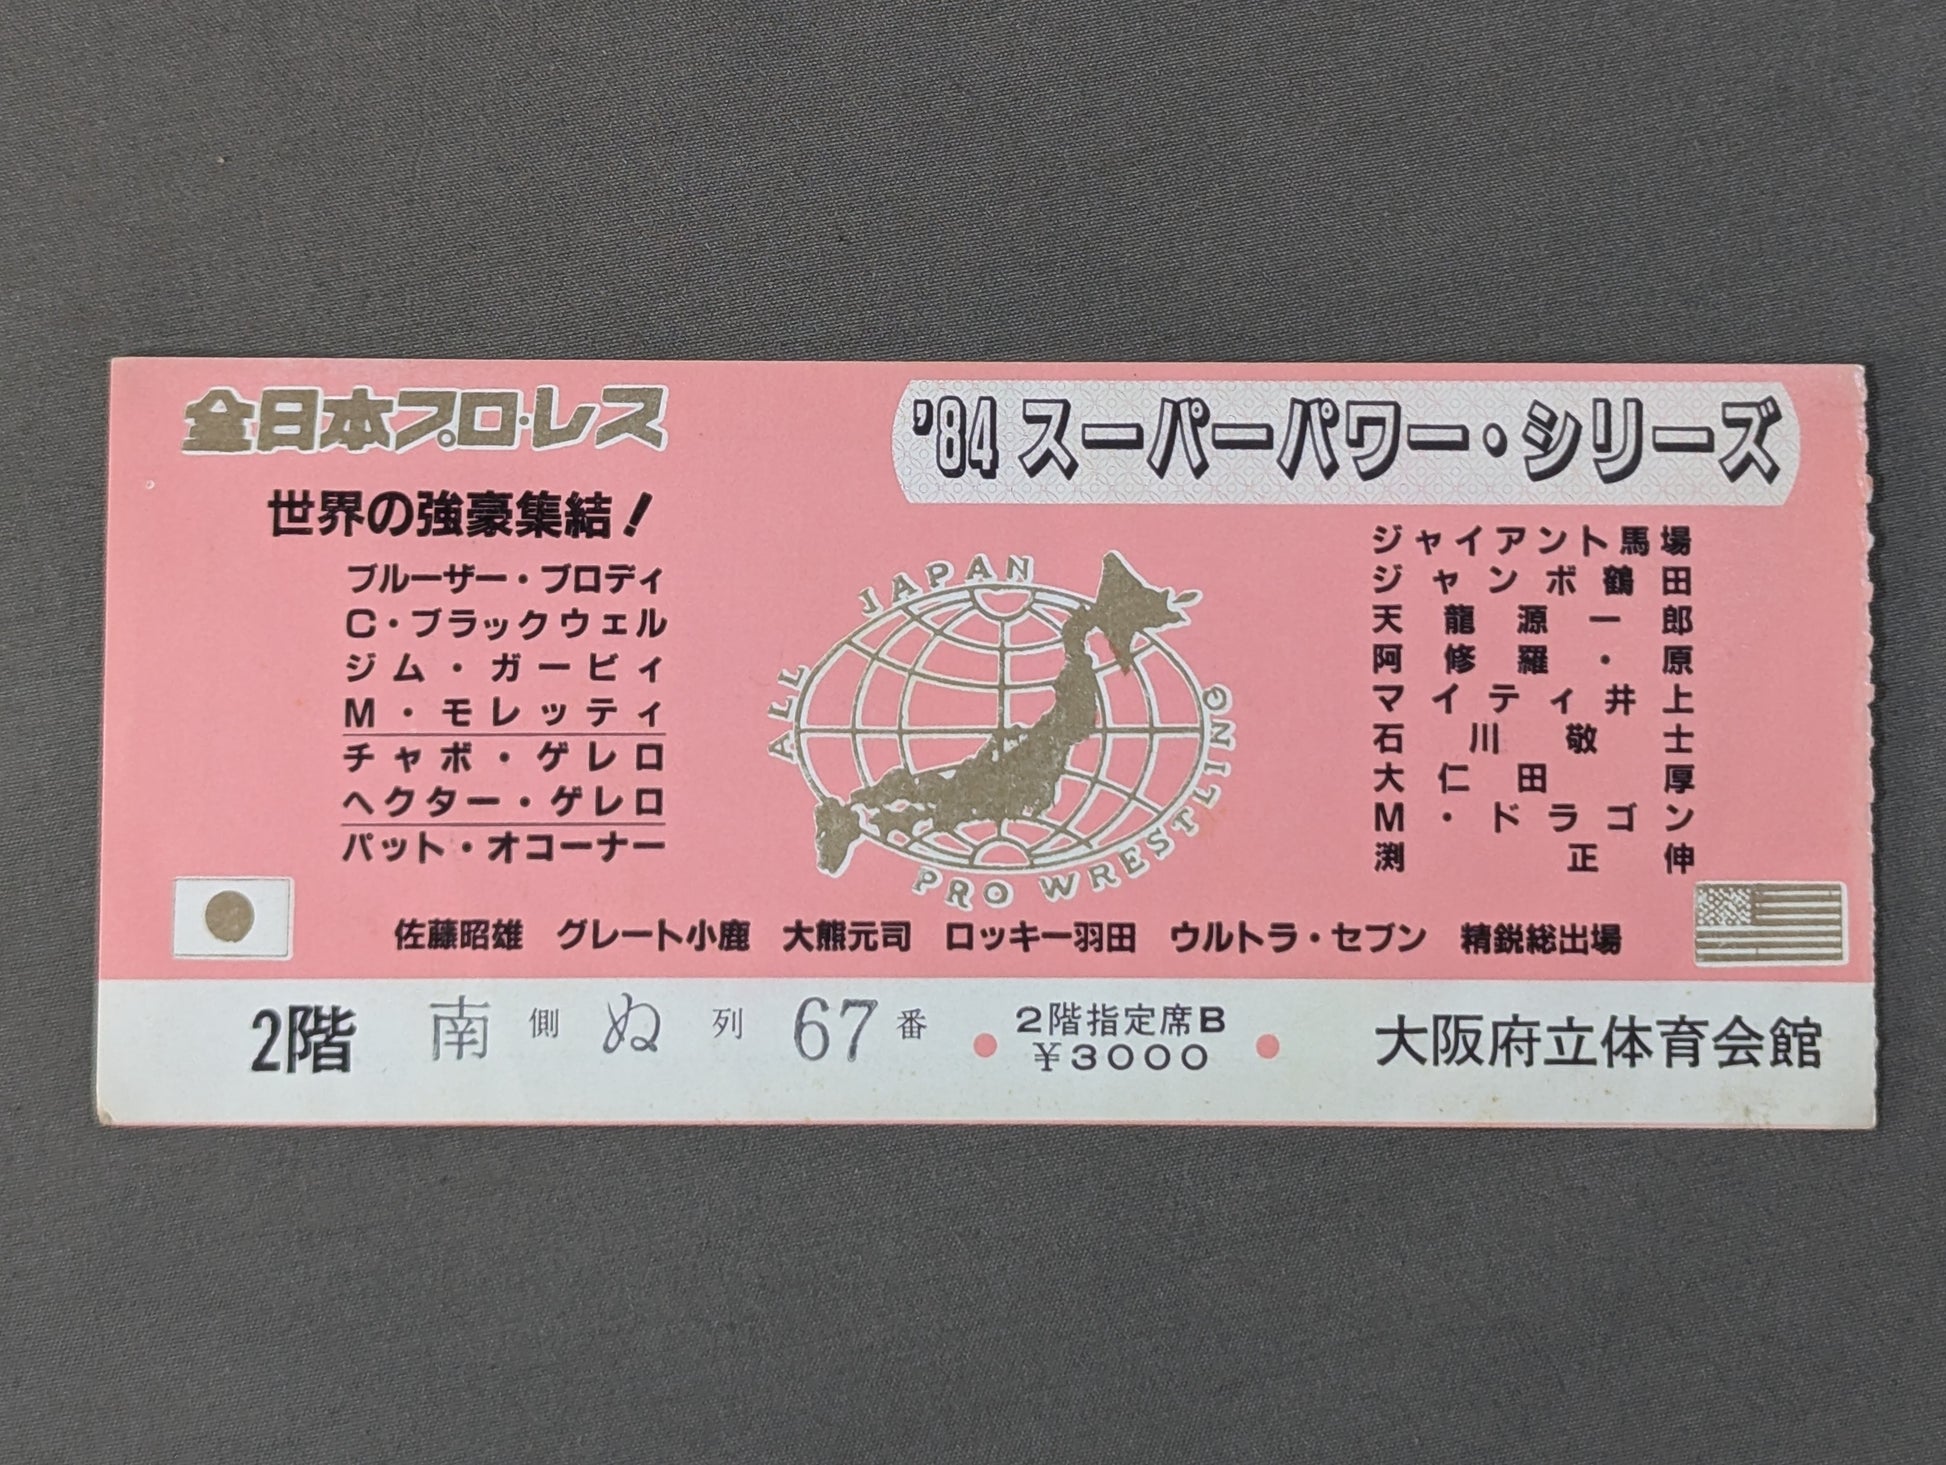 全日本プロ・レス
'84 スーパーパワー・シリーズ
世界の強豪集結!
ブルーザー・ブロディ
C・ブラックウェル
ジム・ガービィ
M・モレッティ
チャボ・ゲレロ
ヘクター・ゲレロ
パット・オコーナー
ALL JAPAN PRO WRESTLING
ジャイアント馬場
ジャンボ鶴田
天龍源一郎
阿修羅・原
マイティ井上
石川敬士
大仁田厚
M・ドラゴン
渕正伸
佐藤昭雄 グレート小鹿 大熊元司 ロッキー羽田 ウルトラ・セブン 精鋭総出場
2階 南側 ぬ列 67番
2階指定席B
¥3000
大阪府立体育会館